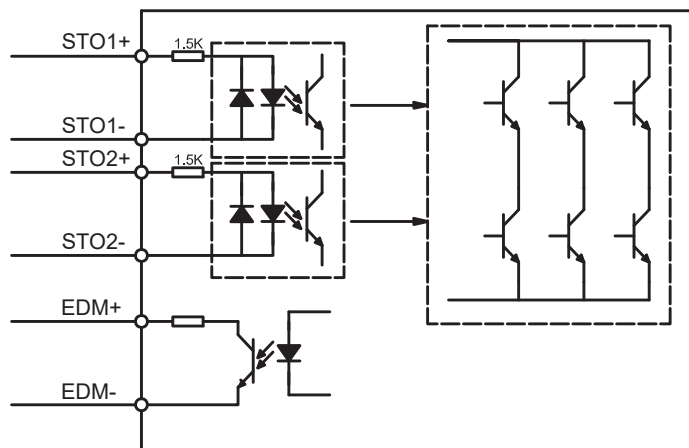 STO1+
1.5K
STO1-
STO2+
1.5K
STO2-
EDM+
EDM-